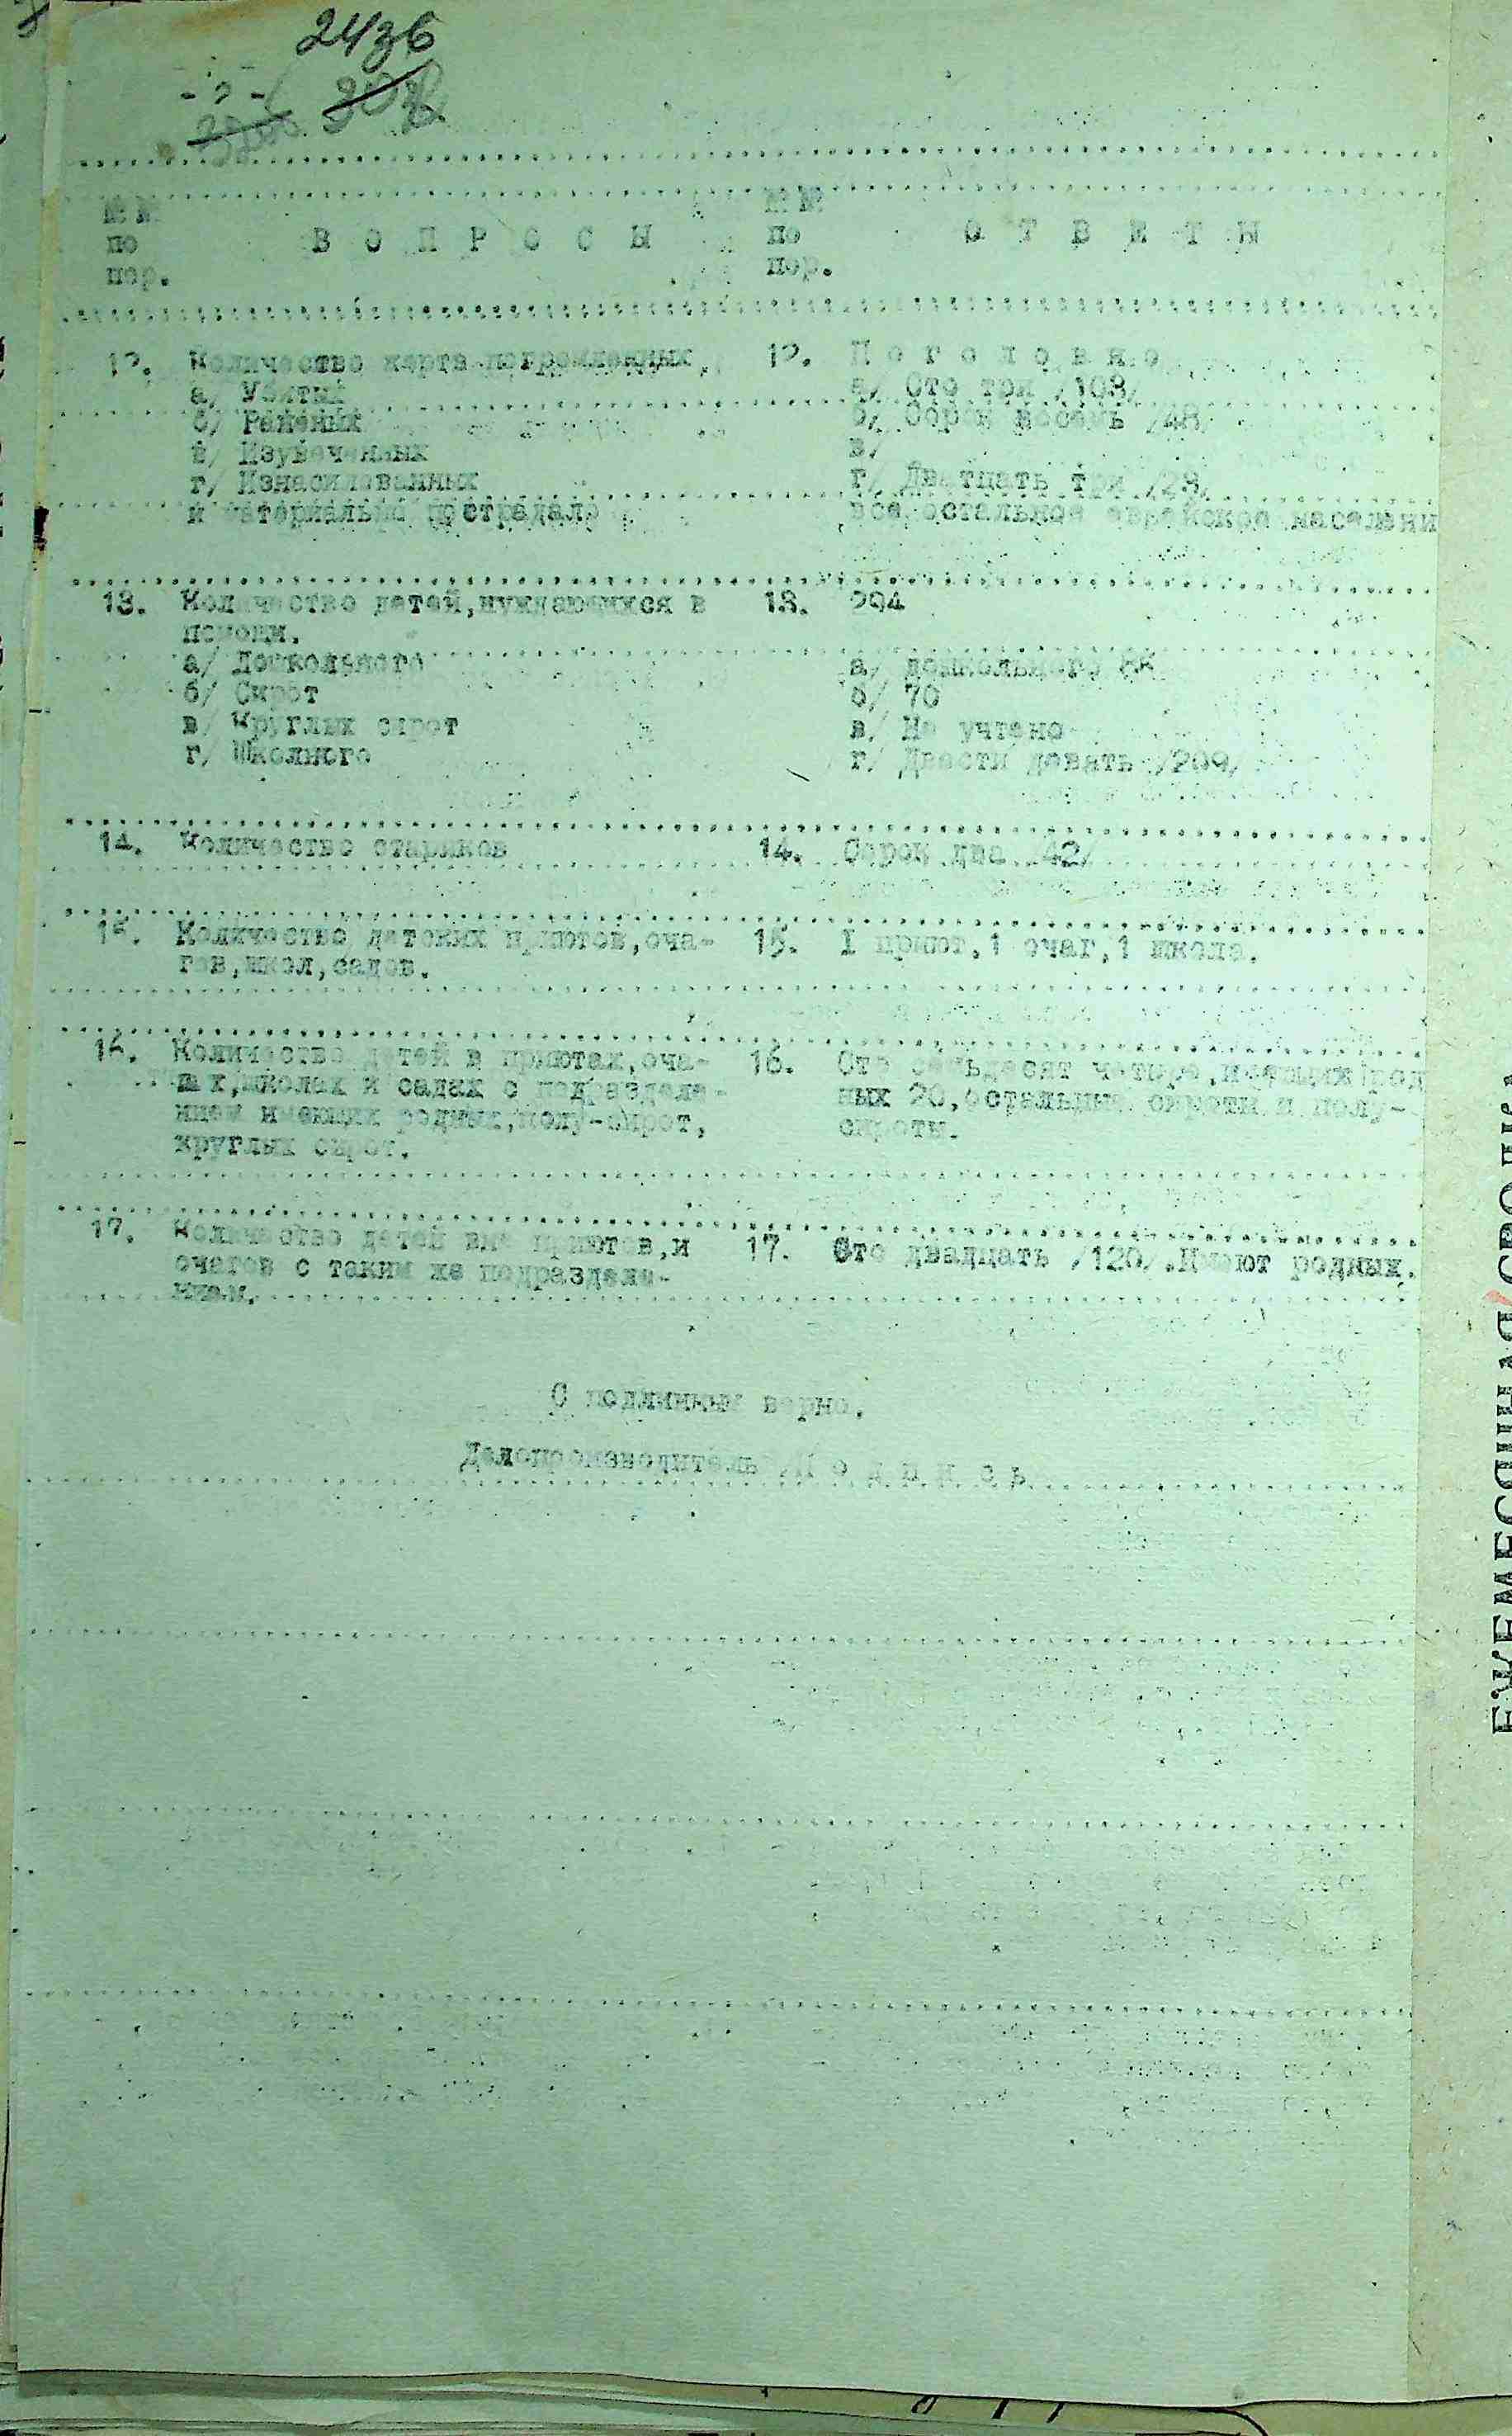 243б
- 2 -
№№ по пор. В О П Р О С Ы №№ по пор. О Т В Е Т Ы
12. Количество жертв погромленных 12. П о г о л о в н о
а/ Убитых а/ Сто три /103/
б/ Раненых б/ Сорок восемь /48/
в/ Изувеченных в/
г/ Изнасилованных г/ Двадцать три /23/
и материально пострадало все остальное еврейское населени
13. Количество детей,нуждающихся в 13. 294
помощи.
а/ Дошкольного а/ дошкольного 85
б/ Сирот б/ 70
в/ Круглых сирот в/ Не учтено
г/ Школьного г/ Двести девять /209/
14. Количество стариков 14. Сорок два 42/
15. Количество детских приютов,оча- 15. I приют,1 очаг,1 школа.
гов,школ,садов.
16. Количество детей в приютах,оча- 16. Сто семьдесят четыре,имеющих род
гах,школах и садах с подразделе- ных 20,остальные сироты и полу-
нием имеющих родных,полу-сирот, сироты.
круглых сирот.
17. Количество детей вне приютов,и 17. Сто двадцать /120/.Имеют родных.
очагов с таким же подразделе-
нием.
С подлинным верно.
Делопроизводитель П о д п и с ь
ЕЖЕМЕСЯЧНАЯ СВОДКА